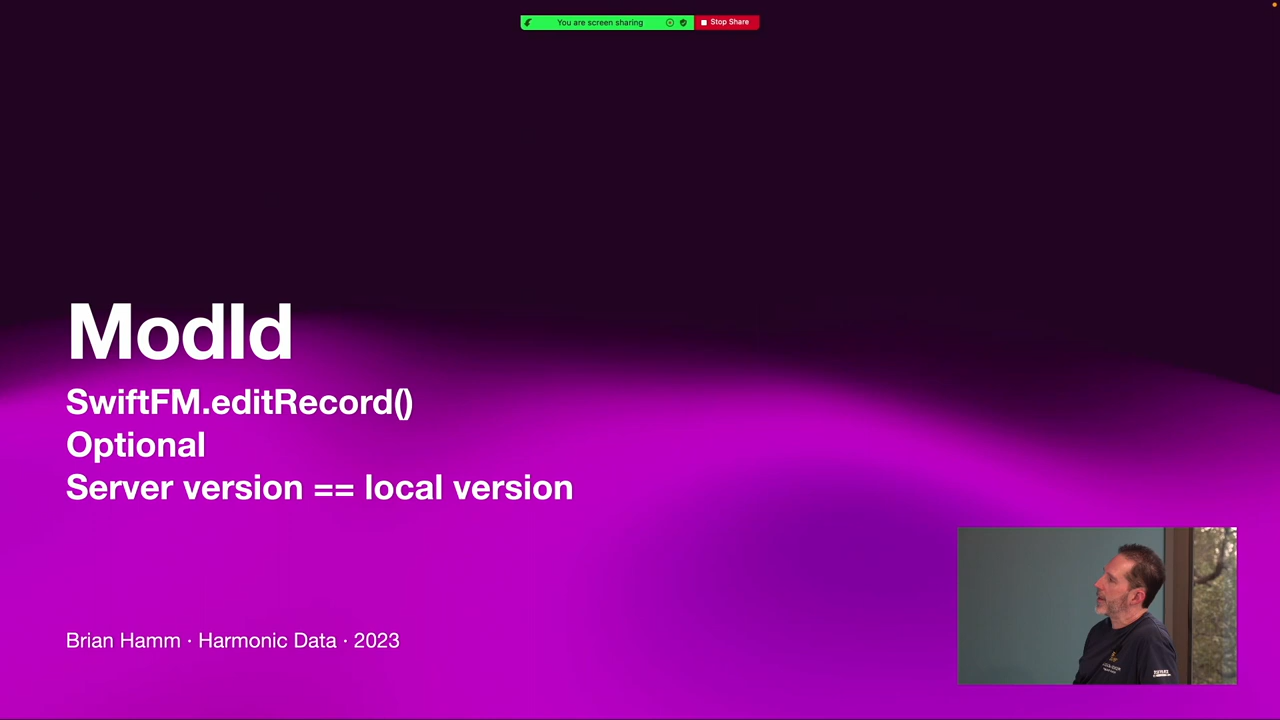 You are screen sharing
Stop Share
ModId
SwiftFM.editRecord()
Optional
Server version == local version
Brian Hamm · Harmonic Data · 2023